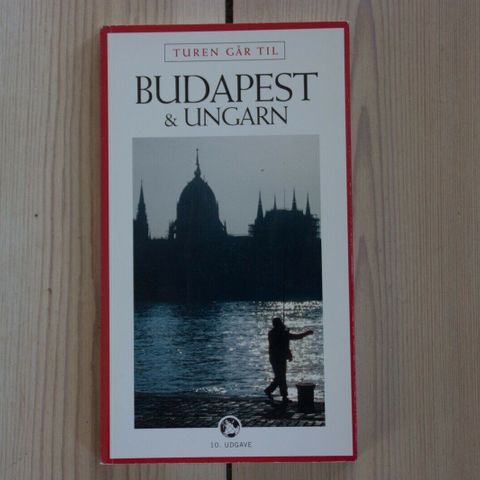 TUREN GÅR TIL
BUDAPEST
& UNGARN
10. UDGAVE